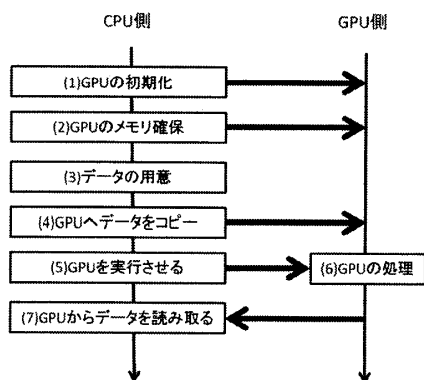 CPU側
GPU側
(1)GPUの初期化
(2)GPUのメモリ確保
(3)データの用意
(4)GPUへデータをコピー
(5)GPUを実行させる
(6)GPUの処理
(7)GPUからデータを読み取る